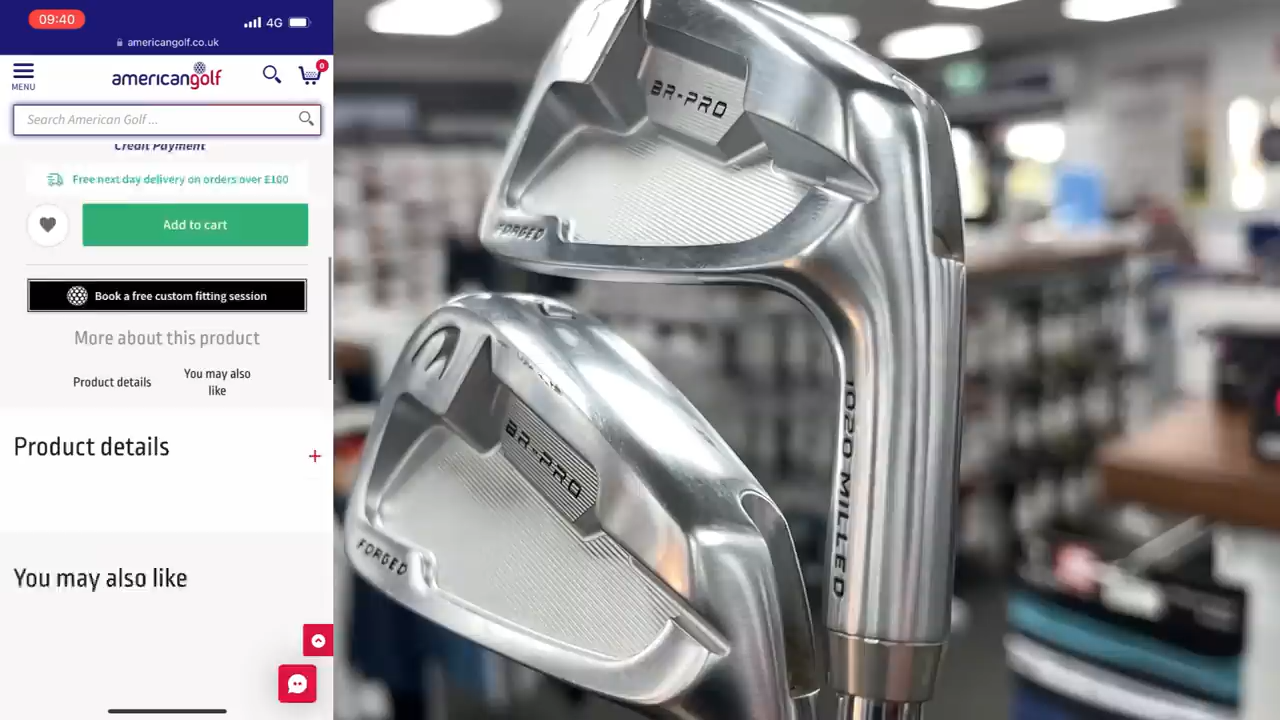 09:40
4G
americangolf.co.uk
MENU
americangolf
0
Search American Golf ...
Credit Payment
Free next day delivery on orders over £100
Add to cart
Book a free custom fitting session
More about this product
Product details
You may also
like
Product details
+
You may also like
BR-PRO
FORGED
1020 MILLED
BR-PRO
FORGED